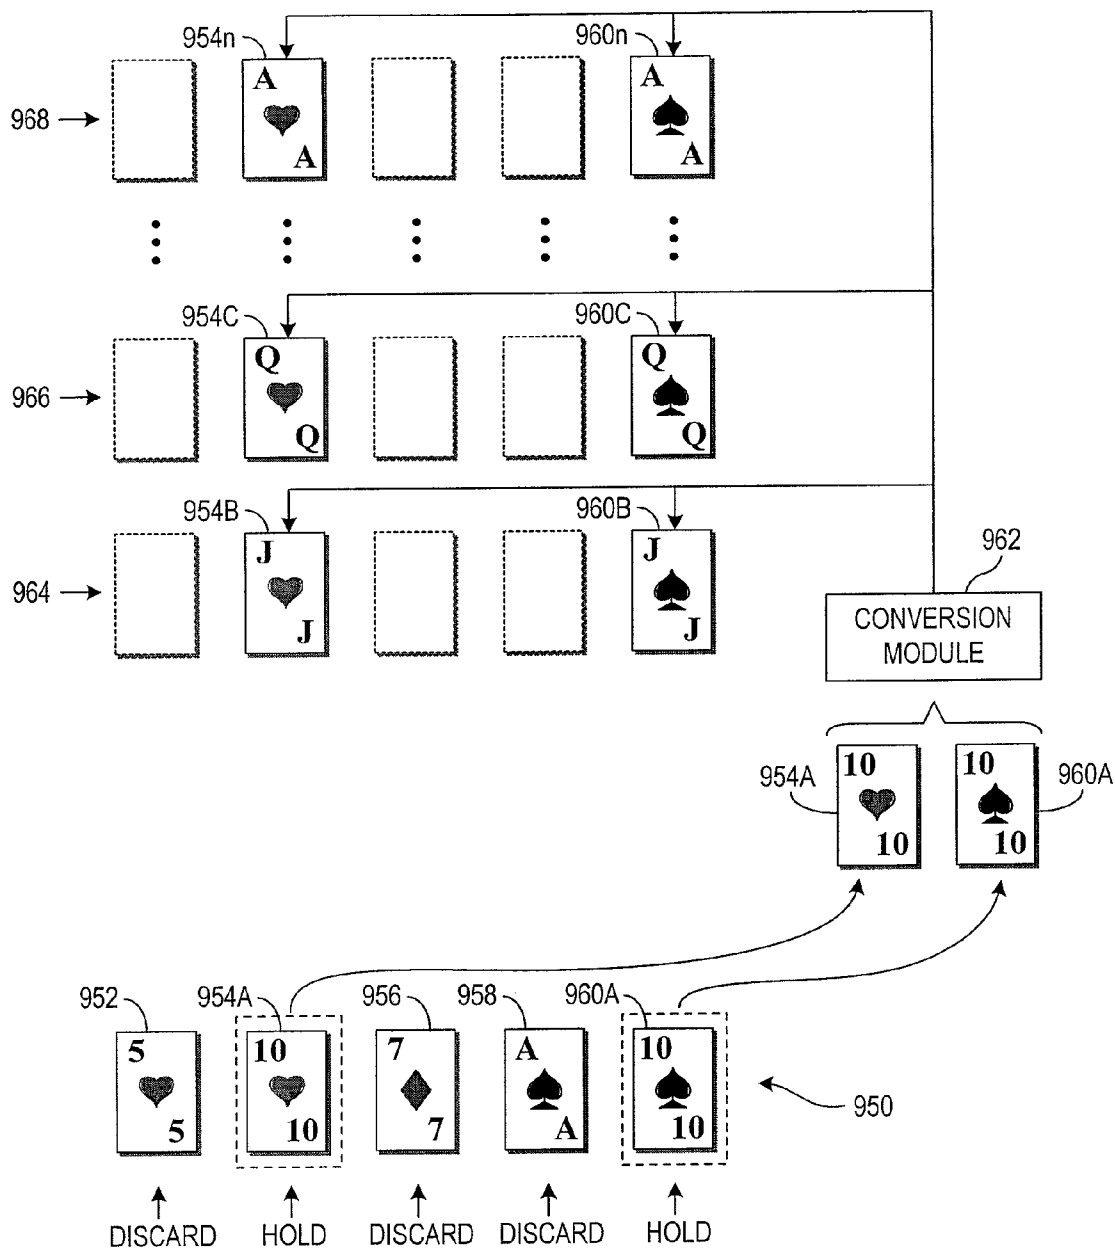 954n
960n
A
A
968
A
A
954C
960C
Q
Q
966
Q
Q
954B
960B
J
J
962
964
J
J
CONVERSION
MODULE
10
10
954A
960A
10
10
952
954A
956
958
960A
5
10
7
A
10
950
5
10
7
A
10
DISCARD
HOLD
DISCARD
DISCARD
HOLD